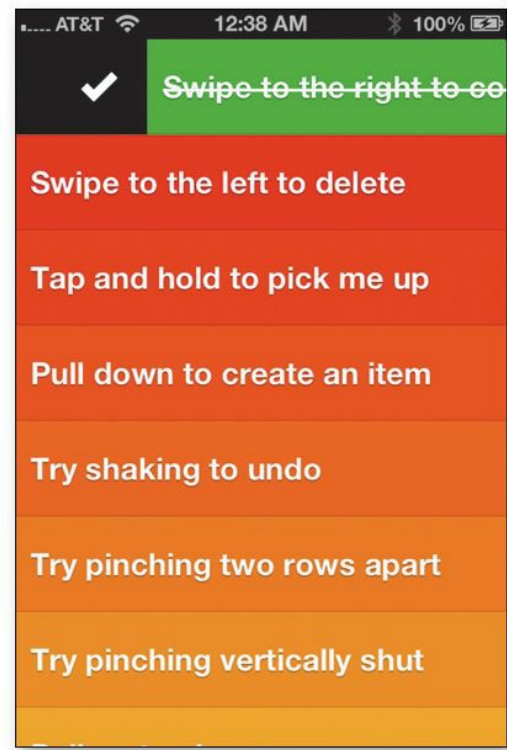 AT&T 12:38 AM 100%
Swipe to the right to co
Swipe to the left to delete
Tap and hold to pick me up
Pull down to create an item
Try shaking to undo
Try pinching two rows apart
Try pinching vertically shut